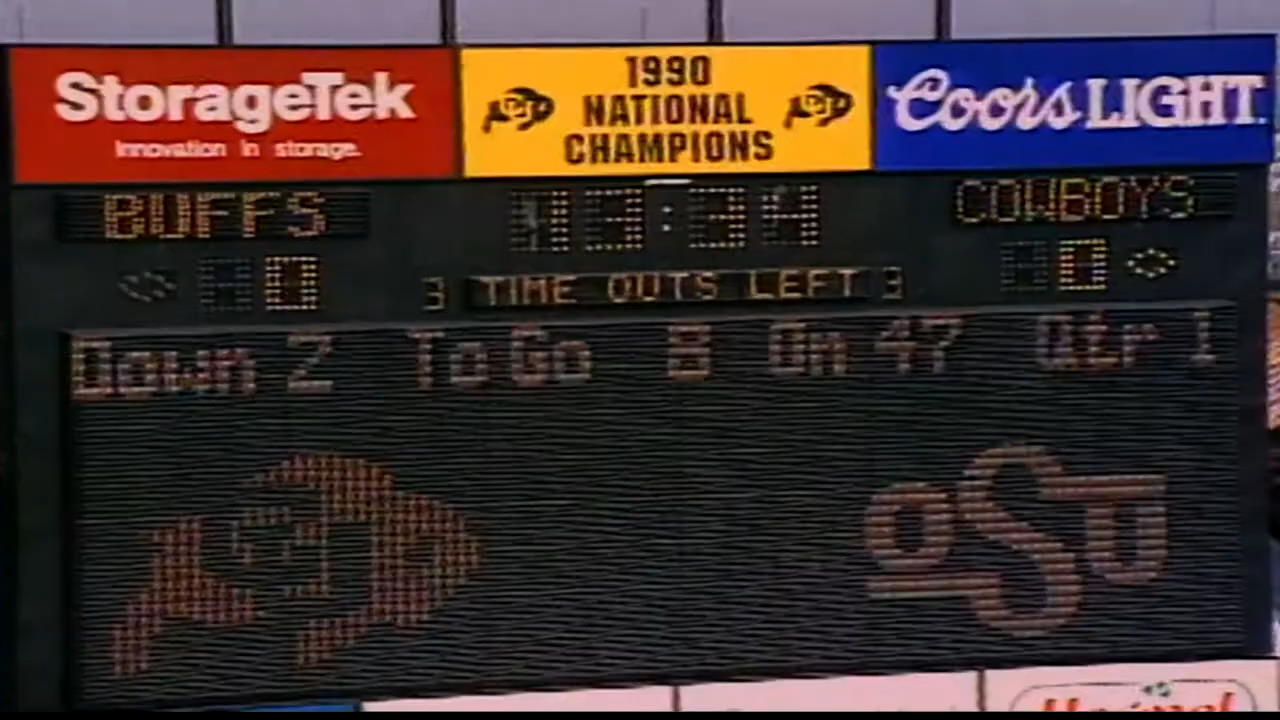 StorageTek
Innovation in storage.
1990
NATIONAL
CHAMPIONS
Coors LIGHT
BUFFS
13:34
COWBOYS
0
3 TIME OUTS LEFT 3
0
Down 2 To Go 8 On 47 Qtr 1
OSU
Hormel